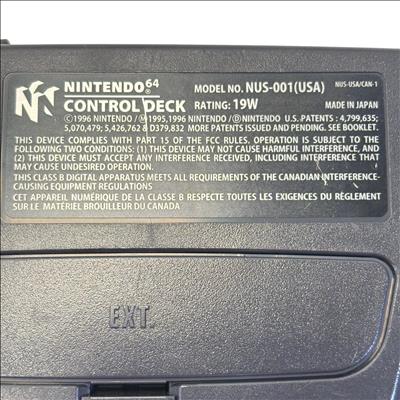 NINTENDO 64
CONTROL DECK
MODEL NO. NUS-001(USA)
NUS-USA/CAN-1
RATING: 19W
MADE IN JAPAN
©1996 NINTENDO / Ⓜ1995,1996 NINTENDO / Ⓓ NINTENDO U.S. PATENTS : 4,799,635;
5,070,479; 5,426,762 & D379,832 MORE PATENTS ISSUED AND PENDING. SEE BOOKLET.
THIS DEVICE COMPLIES WITH PART 15 OF THE FCC RULES. OPERATION IS SUBJECT TO THE
FOLLOWING TWO CONDITIONS: (1) THIS DEVICE MAY NOT CAUSE HARMFUL INTERFERENCE, AND
(2) THIS DEVICE MUST ACCEPT ANY INTERFERENCE RECEIVED, INCLUDING INTERFERENCE THAT
MAY CAUSE UNDESIRED OPERATION.
THIS CLASS B DIGITAL APPARATUS MEETS ALL REQUIREMENTS OF THE CANADIAN INTERFERENCE-
CAUSING EQUIPMENT REGULATIONS
CET APPAREIL NUMÉRIQUE DE LA CLASSE B RESPECTE TOUTES LES EXIGENCES DU RÈGLEMENT
SUR LE MATÉRIEL BROUILLEUR DU CANADA
EXT.